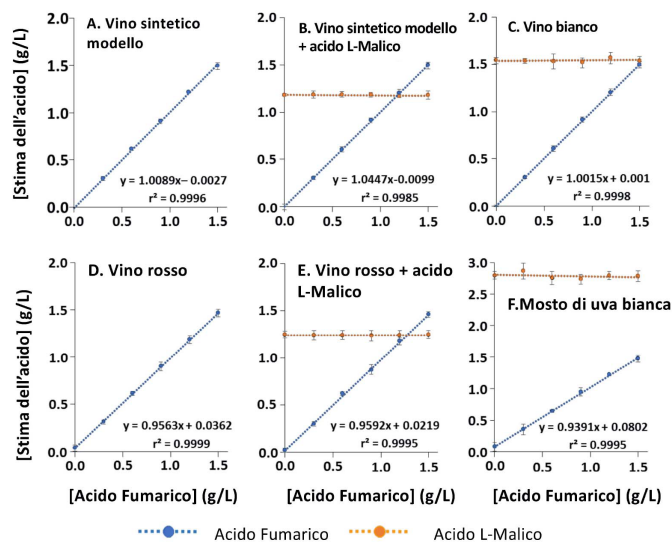 A. Vino sintetico
modello
B. Vino sintetico modello
+ acido L-Malico
C. Vino bianco
[Stima dell'acido] (g/L)
2.0
1.5
1.0
0.5
0.0
y = 1.0089x– 0.0027
r² = 0.9996
0.0 0.5 1.0 1.5
2.0
1.5
1.0
0.5
0.0
y = 1.0447x-0.0099
r² = 0.9985
0.0 0.5 1.0 1.5
2.0
1.5
1.0
0.5
0.0
y = 1.0015x + 0.001
r² = 0.9998
0.0 0.5 1.0 1.5
D. Vino rosso
E. Vino rosso + acido
L-Malico
F.Mosto di uva bianca
[Stima dell'acido] (g/L)
2.0
1.5
1.0
0.5
0.0
y = 0.9563x + 0.0362
r² = 0.9999
0.0 0.5 1.0 1.5
2.0
1.5
1.0
0.5
0.0
y = 0.9592x + 0.0219
r² = 0.9995
0.0 0.5 1.0 1.5
3.0
2.5
2.0
1.5
1.0
0.5
0.0
y = 0.9391x + 0.0802
r² = 0.9995
0.0 0.5 1.0 1.5
[Acido Fumarico] (g/L) [Acido Fumarico] (g/L) [Acido Fumarico] (g/L)
Acido Fumarico Acido L-Malico